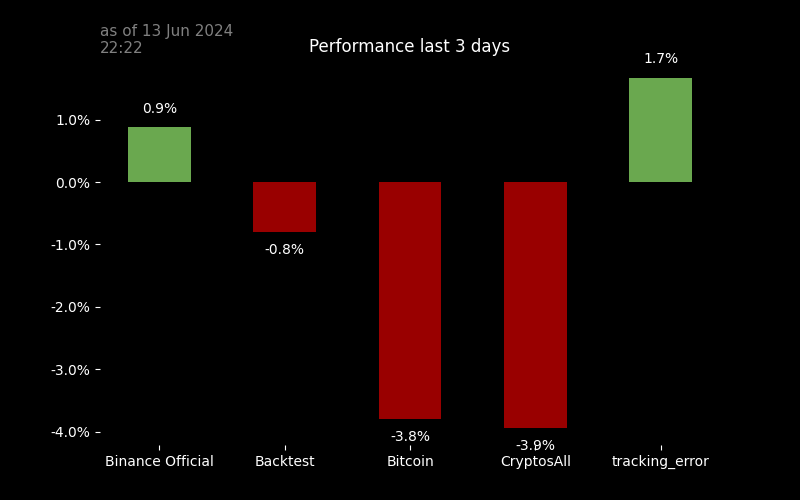 as of 13 Jun 2024
22:22
Performance last 3 days
1.7%
0.9%
1.0%
0.0%
-0.8%
-1.0%
-2.0%
-3.0%
-4.0%
-3.8%
-3.9%
Binance Official
Backtest
Bitcoin
CryptosAll
tracking_error